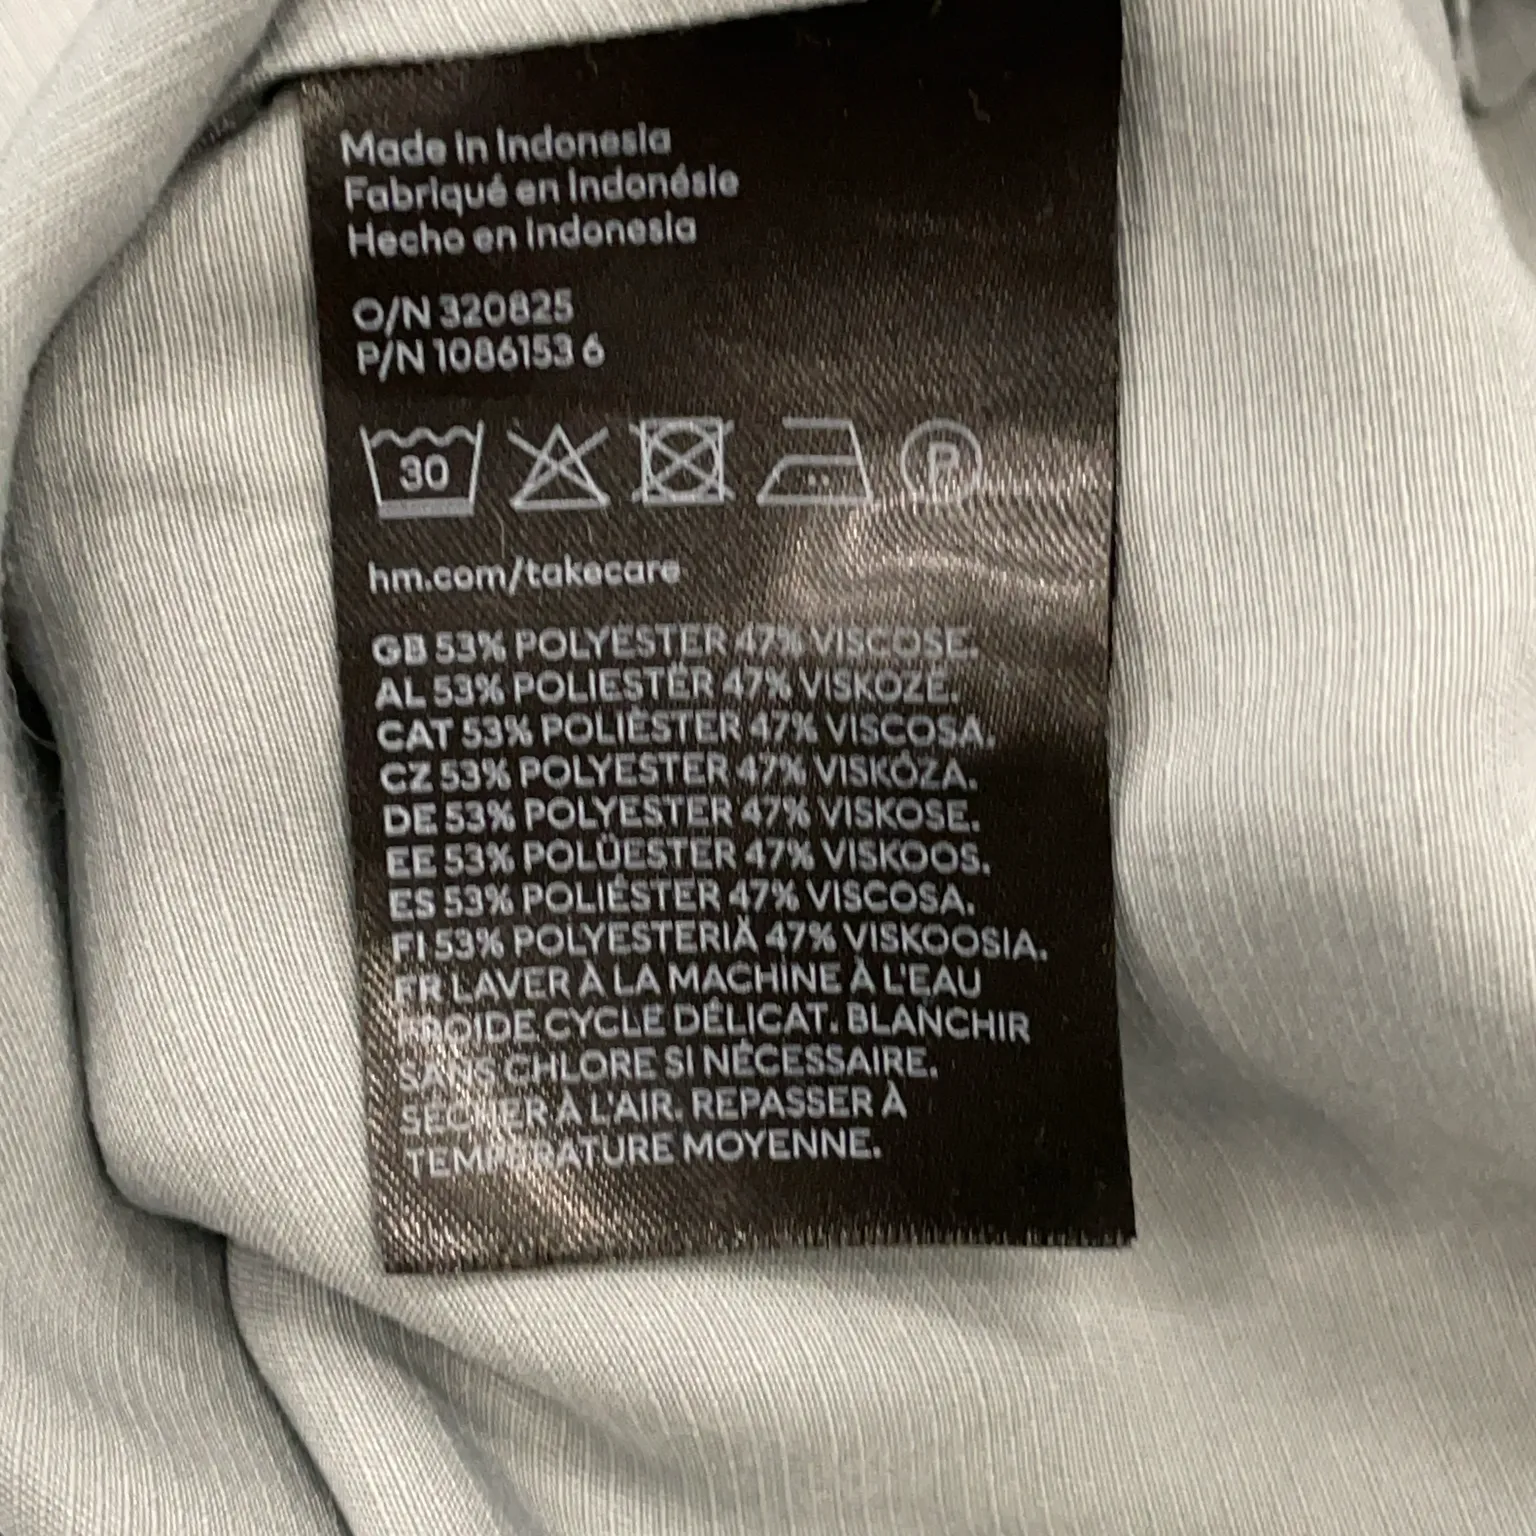 Made in Indonesia
Fabriqué en Indonésie
Hecho en Indonesia
O/N 320825
P/N 1086153 6
30 P
hm.com/takecare
GB 53% POLYESTER 47% VISCOSE.
AL 53% POLIESTËR 47% VISKOZË.
CAT 53% POLIÈSTER 47% VISCOSA.
CZ 53% POLYESTER 47% VISKÓZA.
DE 53% POLYESTER 47% VISKOSE.
EE 53% POLÜESTER 47% VISKOOS.
ES 53% POLIÉSTER 47% VISCOSA.
FI 53% POLYESTERIÄ 47% VISKOOSIA.
FR LAVER À LA MACHINE À L'EAU
FROIDE CYCLE DÉLICAT. BLANCHIR
SANS CHLORE SI NÉCESSAIRE.
SÉCHER À L'AIR. REPASSER À
TEMPÉRATURE MOYENNE.